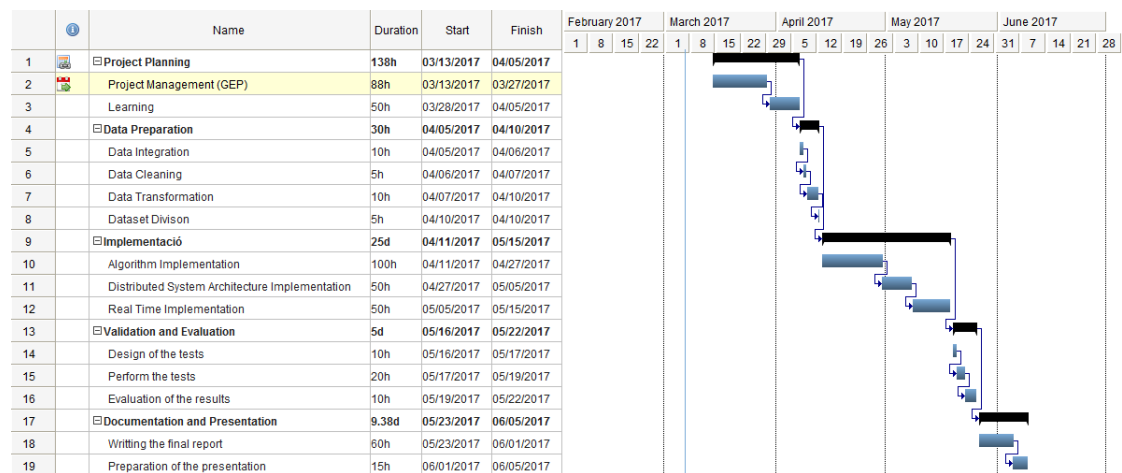 Name Duration Start Finish February 2017 March 2017 April 2017 May 2017 June 2017
1 8 15 22 1 8 15 22 29 5 12 19 26 3 10 17 24 31 7 14 21 28
1 Project Planning 138h 03/13/2017 04/05/2017
2 Project Management (GEP) 88h 03/13/2017 03/27/2017
3 Learning 50h 03/28/2017 04/05/2017
4 Data Preparation 30h 04/05/2017 04/10/2017
5 Data Integration 10h 04/05/2017 04/06/2017
6 Data Cleaning 5h 04/06/2017 04/07/2017
7 Data Transformation 10h 04/07/2017 04/10/2017
8 Dataset Divison 5h 04/10/2017 04/10/2017
9 Implementació 25d 04/11/2017 05/15/2017
10 Algorithm Implementation 100h 04/11/2017 04/27/2017
11 Distributed System Architecture Implementation 50h 04/27/2017 05/05/2017
12 Real Time Implementation 50h 05/05/2017 05/15/2017
13 Validation and Evaluation 5d 05/16/2017 05/22/2017
14 Design of the tests 10h 05/16/2017 05/17/2017
15 Perform the tests 20h 05/17/2017 05/19/2017
16 Evaluation of the results 10h 05/19/2017 05/22/2017
17 Documentation and Presentation 9.38d 05/23/2017 06/05/2017
18 Writting the final report 60h 05/23/2017 06/01/2017
19 Preparation of the presentation 15h 06/01/2017 06/05/2017